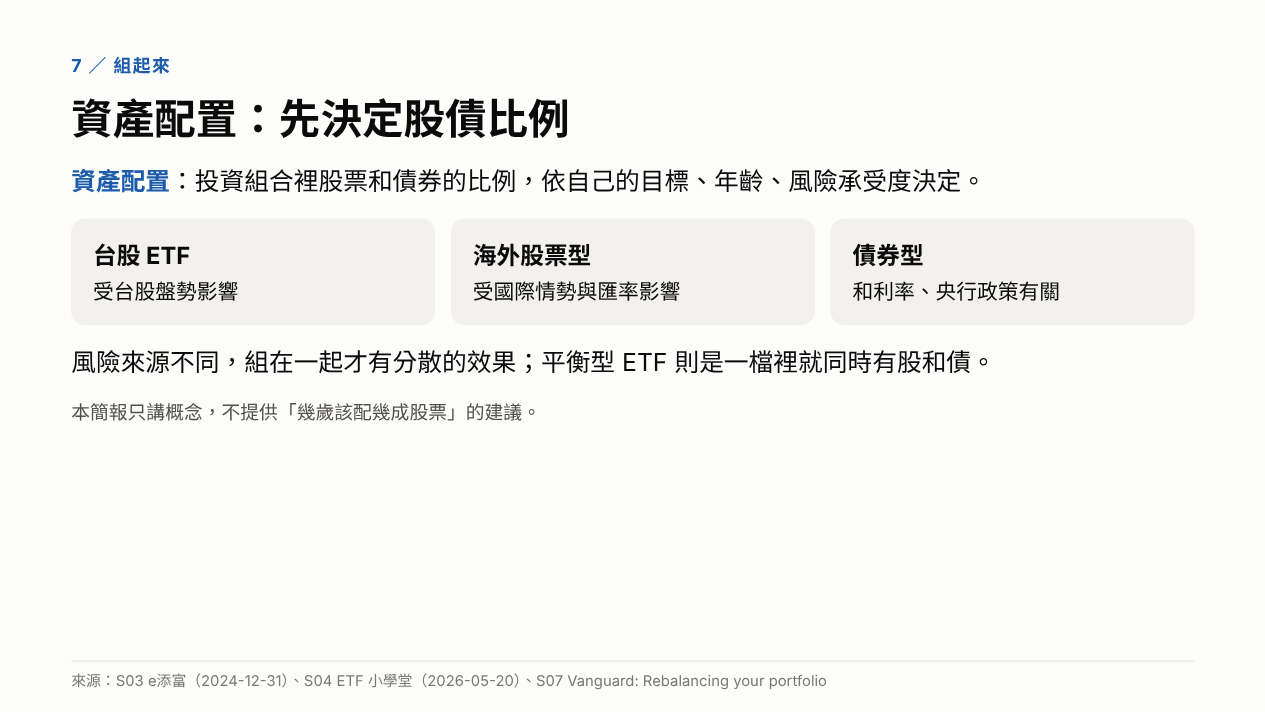 7 ／ 組起來
資產配置：先決定股債比例
資產配置：投資組合裡股票和債券的比例，依自己的目標、年齡、風險承受度決定。
台股 ETF
受台股盤勢影響
海外股票型
受國際情勢與匯率影響
債券型
和利率、央行政策有關
風險來源不同，組在一起才有分散的效果；平衡型 ETF 則是一檔裡就同時有股和債。
本簡報只講概念，不提供「幾歲該配幾成股票」的建議。
來源：S03 e添富（2024-12-31）、S04 ETF 小學堂（2026-05-20）、S07 Vanguard: Rebalancing your portfolio